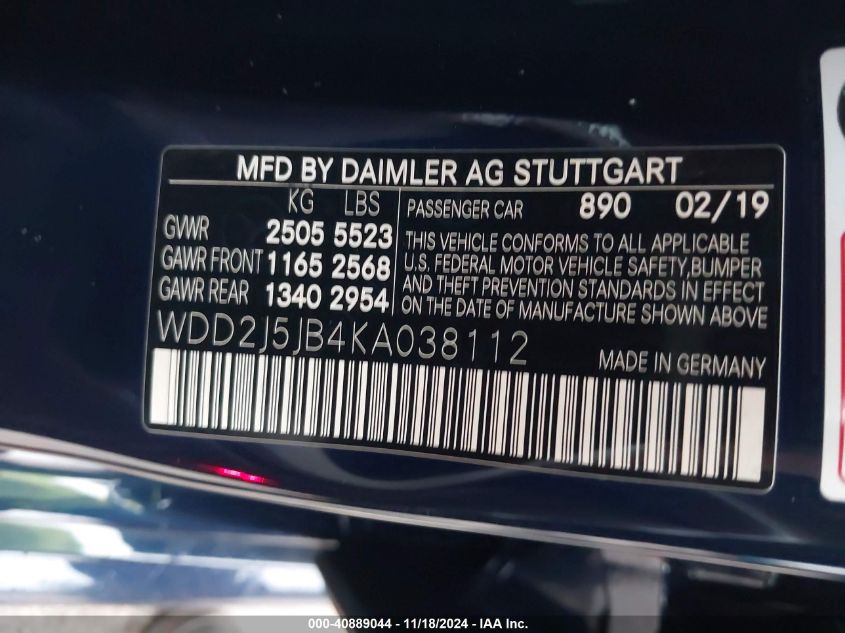 MFD BY DAIMLER AG STUTTGART
KG LBS
GVWR 2505 5523
GAWR FRONT 1165 2568
GAWR REAR 1340 2954
PASSENGER CAR 890 02/19
THIS VEHICLE CONFORMS TO ALL APPLICABLE
U.S. FEDERAL MOTOR VEHICLE SAFETY,BUMPER
AND THEFT PREVENTION STANDARDS IN EFFECT
ON THE DATE OF MANUFACTURE SHOWN ABOVE
WDD2J5JB4KA038112
MADE IN GERMANY
000-40889044 - 11/18/2024 - IAA Inc.